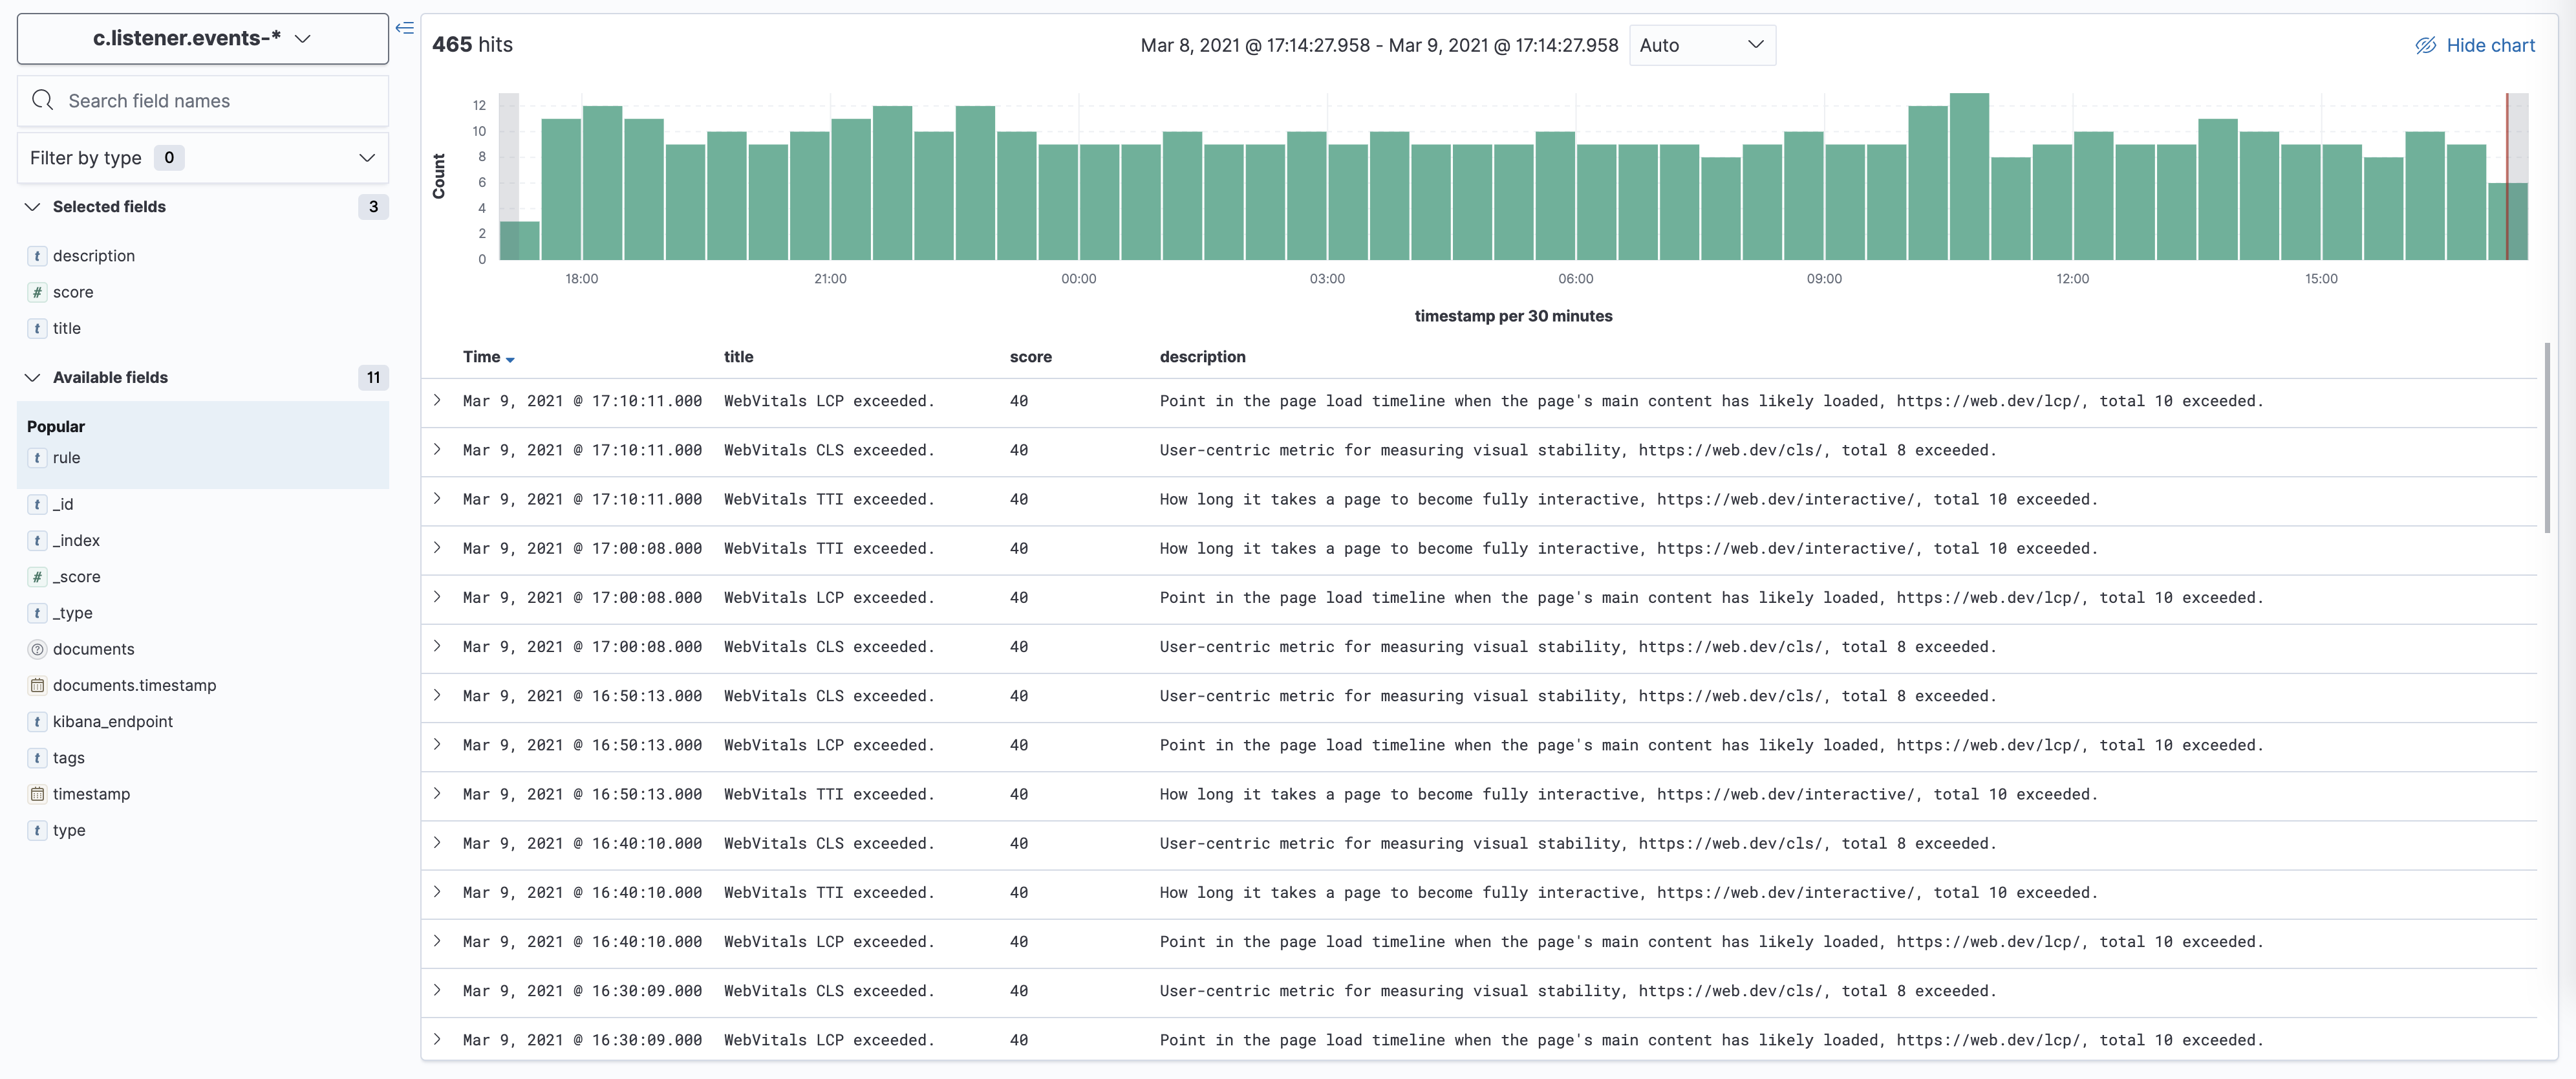 c.listener.events-*
Search field names
Filter by type 0
Selected fields 3
t description
# score
t title
Available fields 11
Popular
t rule
t _id
t _index
# _score
t _type
? documents
documents.timestamp
t kibana_endpoint
t tags
timestamp
t type
465 hits
Mar 8, 2021 @ 17:14:27.958 - Mar 9, 2021 @ 17:14:27.958 Auto
Hide chart
Count
12
10
8
6
4
2
0
18:00 21:00 00:00 03:00 06:00 09:00 12:00 15:00
timestamp per 30 minutes
Time title score description
Mar 9, 2021 @ 17:10:11.000 WebVitals LCP exceeded. 40 Point in the page load timeline when the page's main content has likely loaded, https://web.dev/lcp/, total 10 exceeded.
Mar 9, 2021 @ 17:10:11.000 WebVitals CLS exceeded. 40 User-centric metric for measuring visual stability, https://web.dev/cls/, total 8 exceeded.
Mar 9, 2021 @ 17:10:11.000 WebVitals TTI exceeded. 40 How long it takes a page to become fully interactive, https://web.dev/interactive/, total 10 exceeded.
Mar 9, 2021 @ 17:00:08.000 WebVitals TTI exceeded. 40 How long it takes a page to become fully interactive, https://web.dev/interactive/, total 10 exceeded.
Mar 9, 2021 @ 17:00:08.000 WebVitals LCP exceeded. 40 Point in the page load timeline when the page's main content has likely loaded, https://web.dev/lcp/, total 10 exceeded.
Mar 9, 2021 @ 17:00:08.000 WebVitals CLS exceeded. 40 User-centric metric for measuring visual stability, https://web.dev/cls/, total 8 exceeded.
Mar 9, 2021 @ 16:50:13.000 WebVitals CLS exceeded. 40 User-centric metric for measuring visual stability, https://web.dev/cls/, total 8 exceeded.
Mar 9, 2021 @ 16:50:13.000 WebVitals LCP exceeded. 40 Point in the page load timeline when the page's main content has likely loaded, https://web.dev/lcp/, total 10 exceeded.
Mar 9, 2021 @ 16:50:13.000 WebVitals TTI exceeded. 40 How long it takes a page to become fully interactive, https://web.dev/interactive/, total 10 exceeded.
Mar 9, 2021 @ 16:40:10.000 WebVitals CLS exceeded. 40 User-centric metric for measuring visual stability, https://web.dev/cls/, total 8 exceeded.
Mar 9, 2021 @ 16:40:10.000 WebVitals TTI exceeded. 40 How long it takes a page to become fully interactive, https://web.dev/interactive/, total 10 exceeded.
Mar 9, 2021 @ 16:40:10.000 WebVitals LCP exceeded. 40 Point in the page load timeline when the page's main content has likely loaded, https://web.dev/lcp/, total 10 exceeded.
Mar 9, 2021 @ 16:30:09.000 WebVitals CLS exceeded. 40 User-centric metric for measuring visual stability, https://web.dev/cls/, total 8 exceeded.
Mar 9, 2021 @ 16:30:09.000 WebVitals LCP exceeded. 40 Point in the page load timeline when the page's main content has likely loaded, https://web.dev/lcp/, total 10 exceeded.